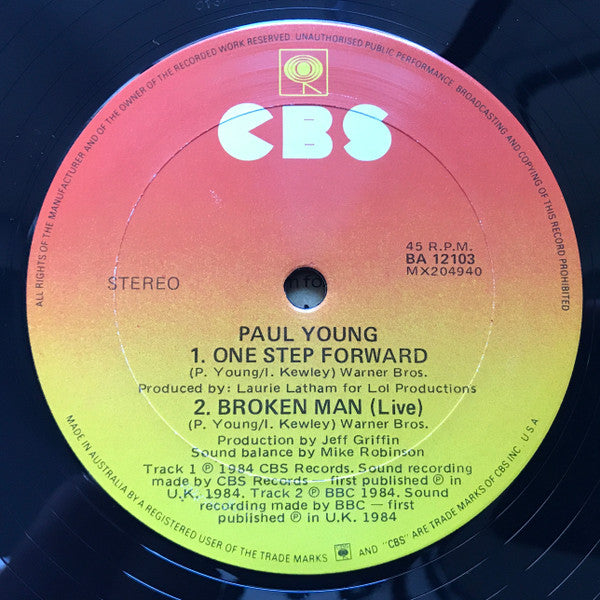 ALL RIGHTS OF THE MANUFACTURER AND OF THE OWNER OF THE RECORDED WORK RESERVED. UNAUTHORISED PUBLIC PERFORMANCE, BROADCASTING AND COPYING OF THIS RECORD PROHIBITED
CBS
45 R.P.M.
BA 12103
MX204940
STEREO
PAUL YOUNG
1. ONE STEP FORWARD
(P. Young/I. Kewley) Warner Bros.
Produced by: Laurie Latham for Lol Productions
2. BROKEN MAN (Live)
(P. Young/I. Kewley) Warner Bros.
Production by Jeff Griffin
Sound balance by Mike Robinson
Track 1 ℗ 1984 CBS Records. Sound recording
made by CBS Records — first published ℗ in
U.K. 1984. Track 2 ℗ BBC 1984. Sound
recording made by BBC — first
published ℗ in U.K. 1984
MADE IN AUSTRALIA BY A REGISTERED USER OF THE TRADE MARKS AND "CBS" ARE TRADE MARKS OF CBS INC USA